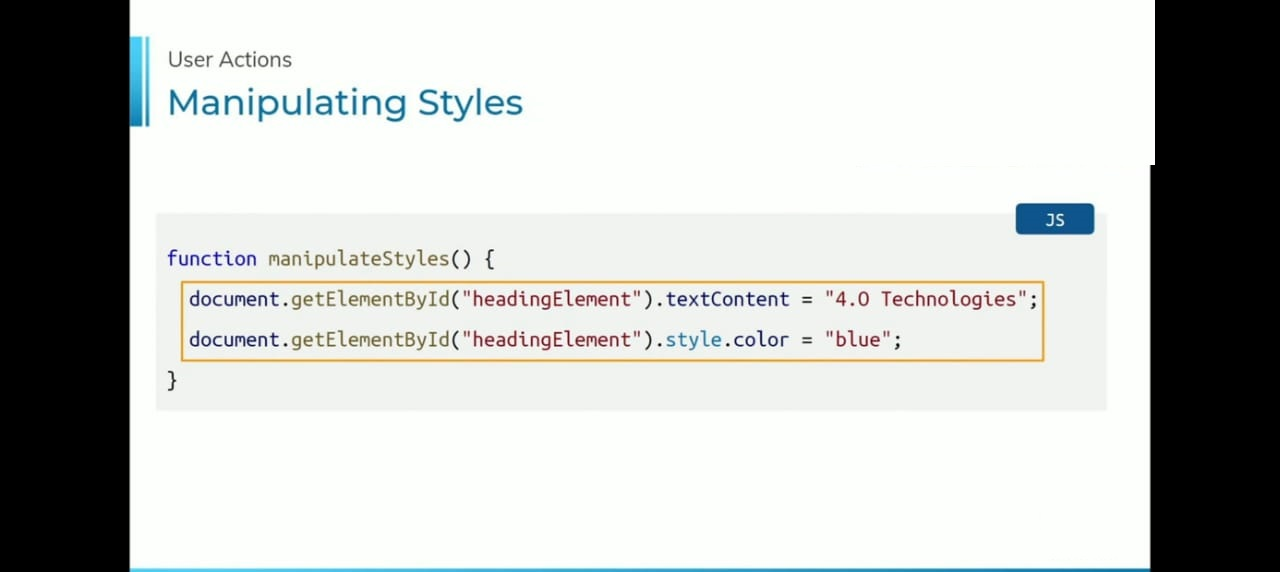 User Actions
Manipulating Styles
JS
function manipulateStyles() {
document.getElementById("headingElement").textContent = "4.0 Technologies";
document.getElementById("headingElement").style.color = "blue";
}